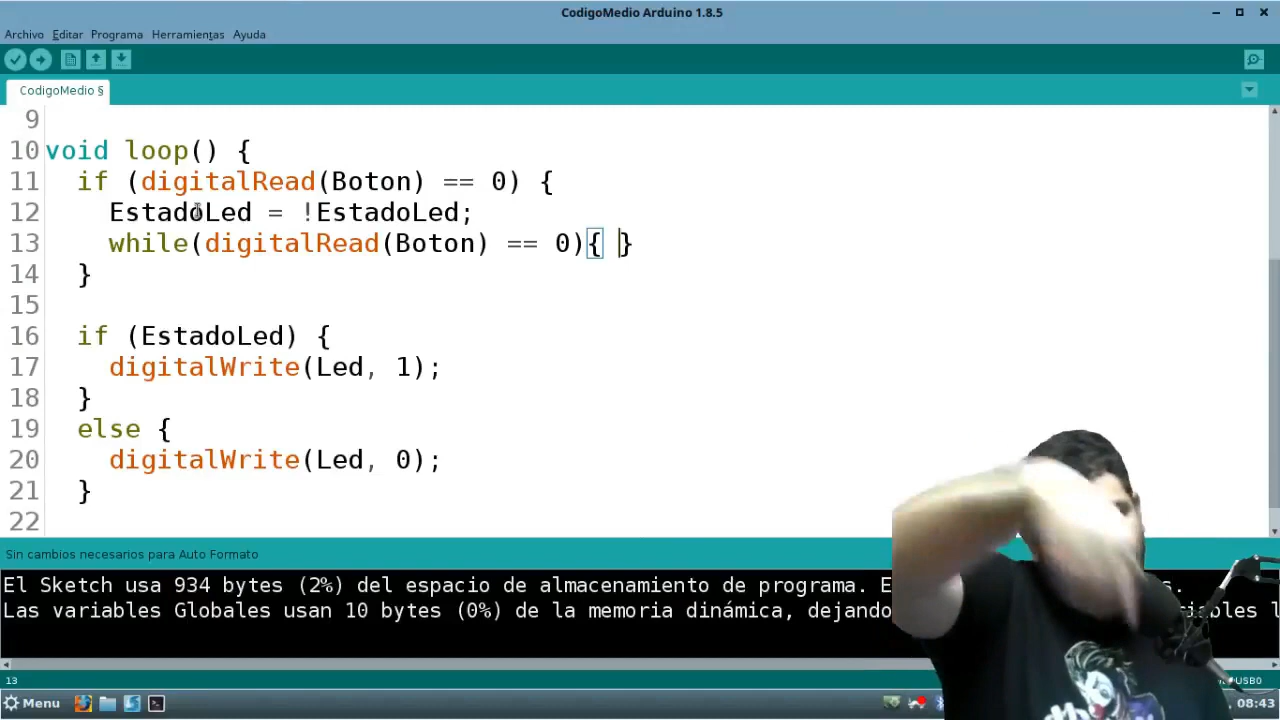 CodigoMedio Arduino 1.8.5
Archivo Editar Programa Herramientas Ayuda
CodigoMedio §
9
10 void loop() {
11 if (digitalRead(Boton) == 0) {
12 EstadoLed = !EstadoLed;
13 while(digitalRead(Boton) == 0){ }
14 }
15
16 if (EstadoLed) {
17 digitalWrite(Led, 1);
18 }
19 else {
20 digitalWrite(Led, 0);
21 }
22
Sin cambios necesarios para Auto Formato
El Sketch usa 934 bytes (2%) del espacio de almacenamiento de programa.
Las variables Globales usan 10 bytes (0%) de la memoria dinámica, dejando
13
USB0
Menu 08:43